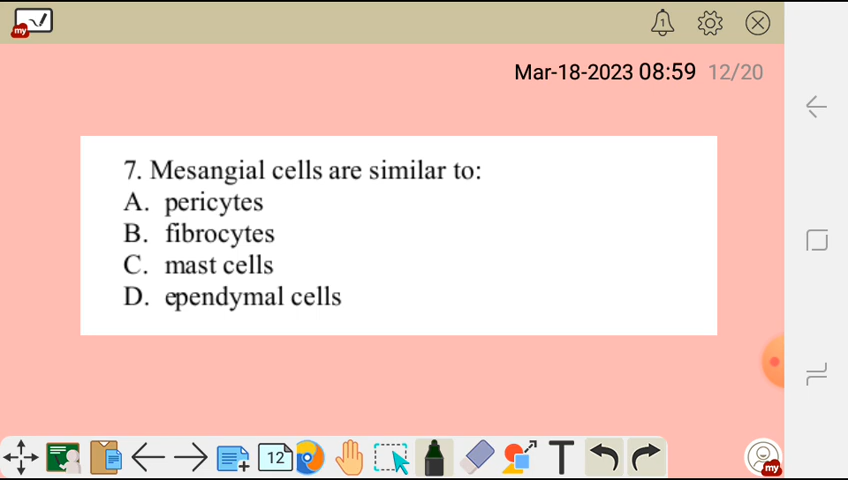 my
1
Mar-18-2023 08:59 12/20
7. Mesangial cells are similar to:
A. pericytes
B. fibrocytes
C. mast cells
D. ependymal cells
12
T
my